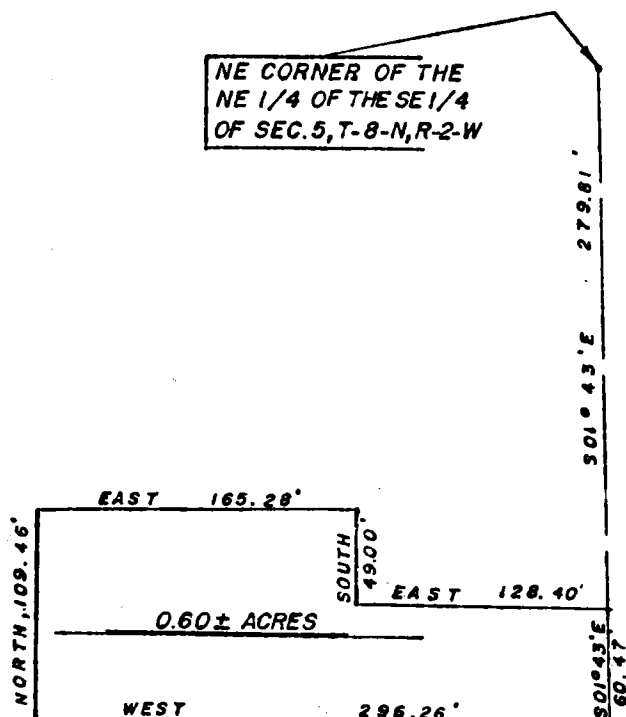 NE CORNER OF THE
NE 1/4 OF THE SE 1/4
OF SEC. 5, T-8-N, R-2-W
279.81'
S01° 43'E
EAST 165.28'
NORTH, 109.46'
SOUTH
49.00'
EAST 128.40'
0.60± ACRES
S01°43'E
60.47'
WEST 296.26'